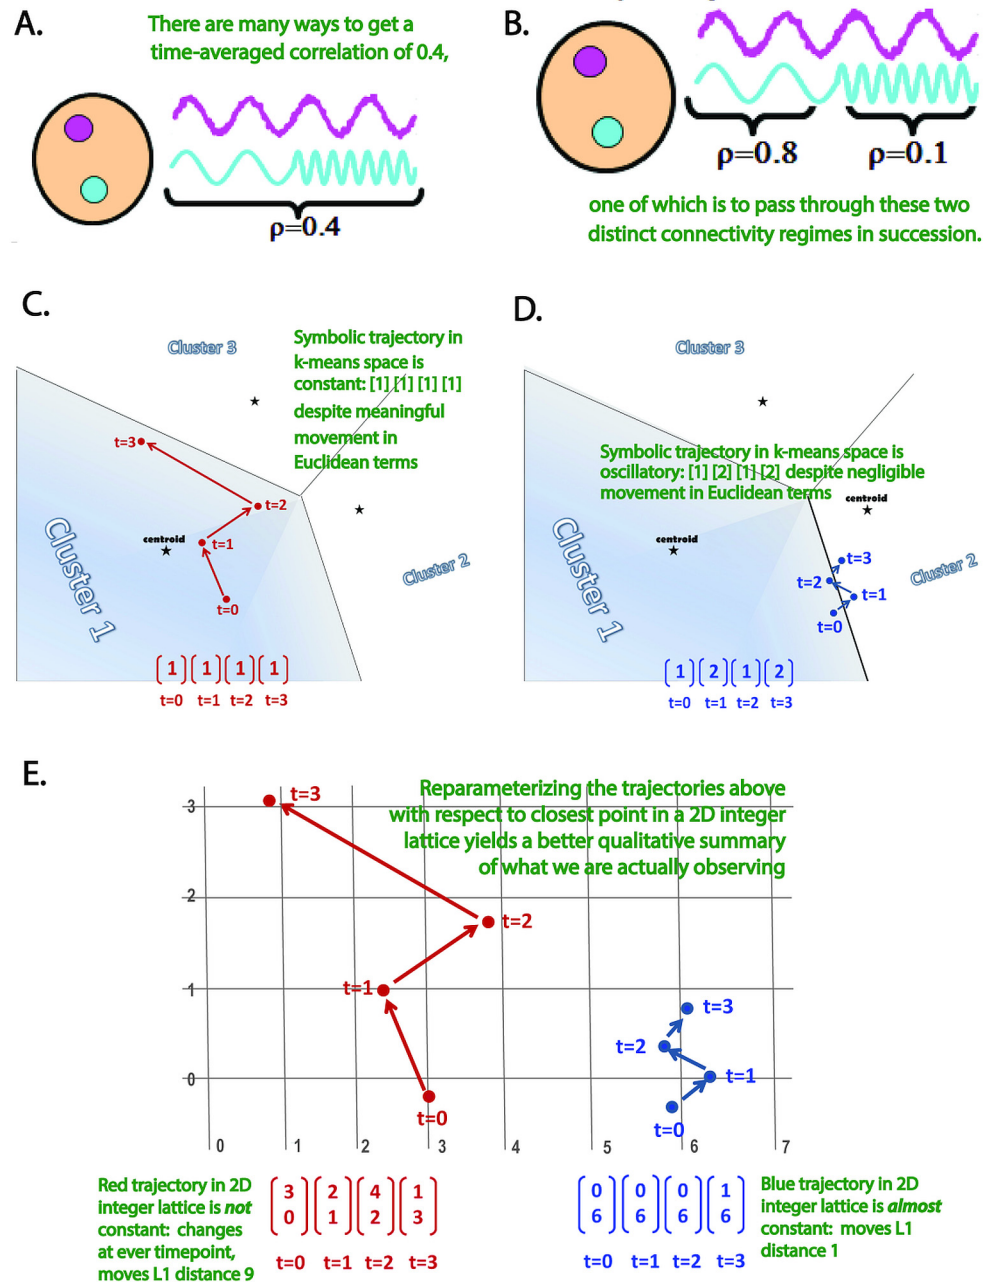 A.
There are many ways to get a
time-averaged correlation of 0.4,
ρ=0.4
B.
ρ=0.8
ρ=0.1
one of which is to pass through these two
distinct connectivity regimes in succession.
C.
Cluster 3
Symbolic trajectory in
k-means space is
constant: [1] [1] [1] [1]
despite meaningful
movement in
Euclidean terms
t=3
t=2
centroid
t=1
t=0
Cluster 1
Cluster 2
[1] [1] [1] [1]
t=0 t=1 t=2 t=3
D.
Cluster 3
Symbolic trajectory in k-means space is
oscillatory: [1] [2] [1] [2] despite negligible
movement in Euclidean terms
centroid
centroid
t=3
t=2
t=1
t=0
Cluster 1
Cluster 2
[1] [2] [1] [2]
t=0 t=1 t=2 t=3
E.
Reparameterizing the trajectories above
with respect to closest point in a 2D integer
lattice yields a better qualitative summary
of what we are actually observing
3
2
1
0
t=3
t=2
t=1
t=0
t=3
t=2
t=1
t=0
0 1 2 3 4 5 6 7
Red trajectory in 2D
integer lattice is not
constant: changes
at ever timepoint,
moves L1 distance 9
3 2 4 1
0 1 2 3
t=0 t=1 t=2 t=3
0 0 0 1
6 6 6 6
t=0 t=1 t=2 t=3
Blue trajectory in 2D
integer lattice is almost
constant: moves L1
distance 1